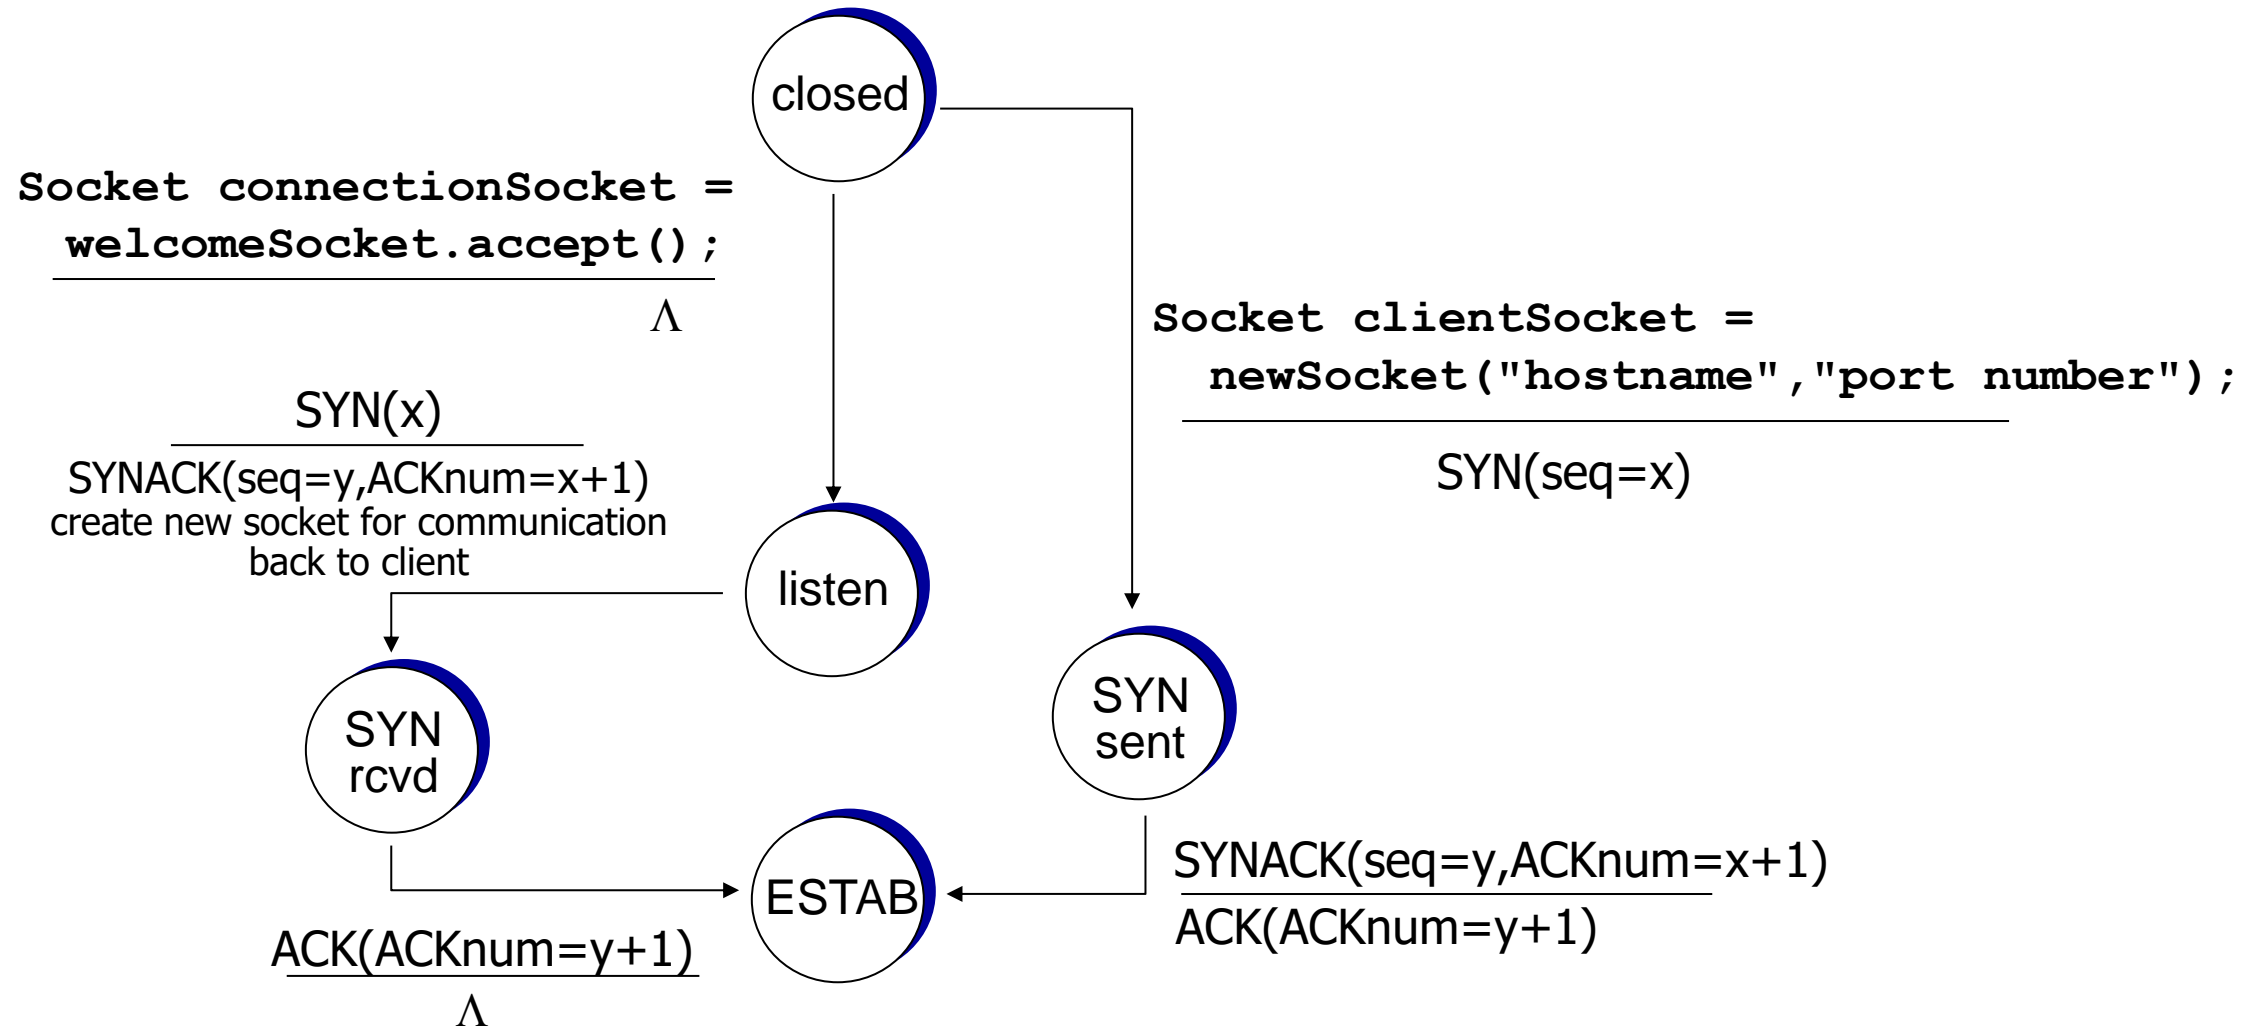 closed
Socket connectionSocket =
welcomeSocket.accept();
Λ
Socket clientSocket =
newSocket("hostname","port number");
SYN(seq=x)
SYN(x)
SYNACK(seq=y,ACKnum=x+1)
create new socket for communication
back to client
listen
SYN
rcvd
SYN
sent
ESTAB
SYNACK(seq=y,ACKnum=x+1)
ACK(ACKnum=y+1)
ACK(ACKnum=y+1)
Λ